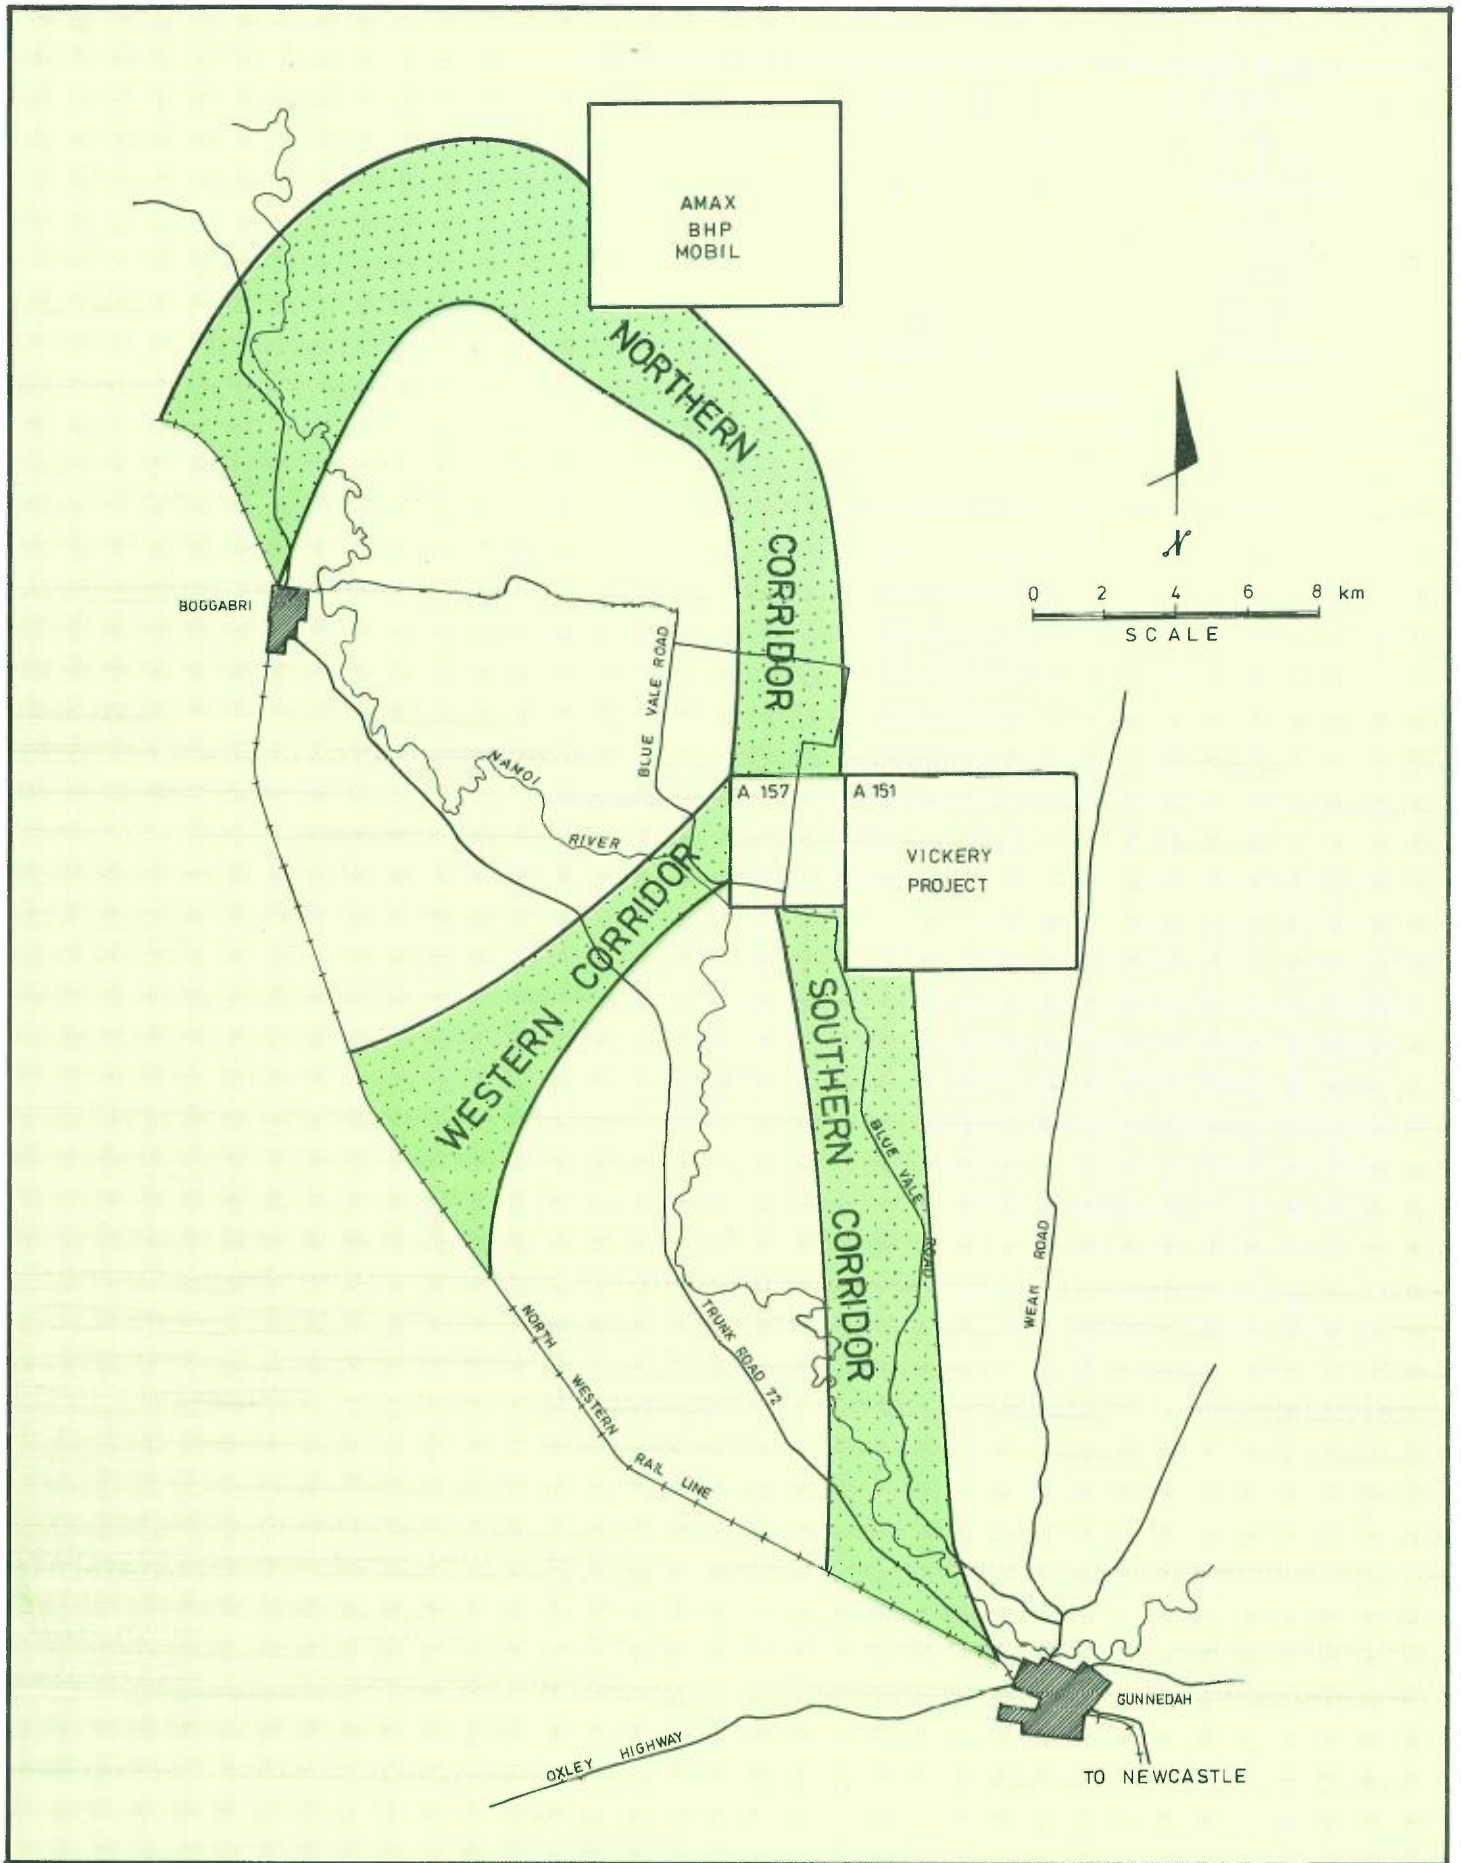 AMAX
BHP
MOBIL
NORTHERN
CORRIDOR
N
0 2 4 6 8 km
SCALE
BOGGABRI
BLUE VALE ROAD
NAMOI
RIVER
A 157
A 151
VICKERY
PROJECT
WESTERN CORRIDOR
SOUTHERN CORRIDOR
BLUE VALE ROAD.
WEAN ROAD
TRUNK ROAD 72
NORTH WESTERN RAIL LINE
GUNNEDAH
OXLEY HIGHWAY
TO NEWCASTLE